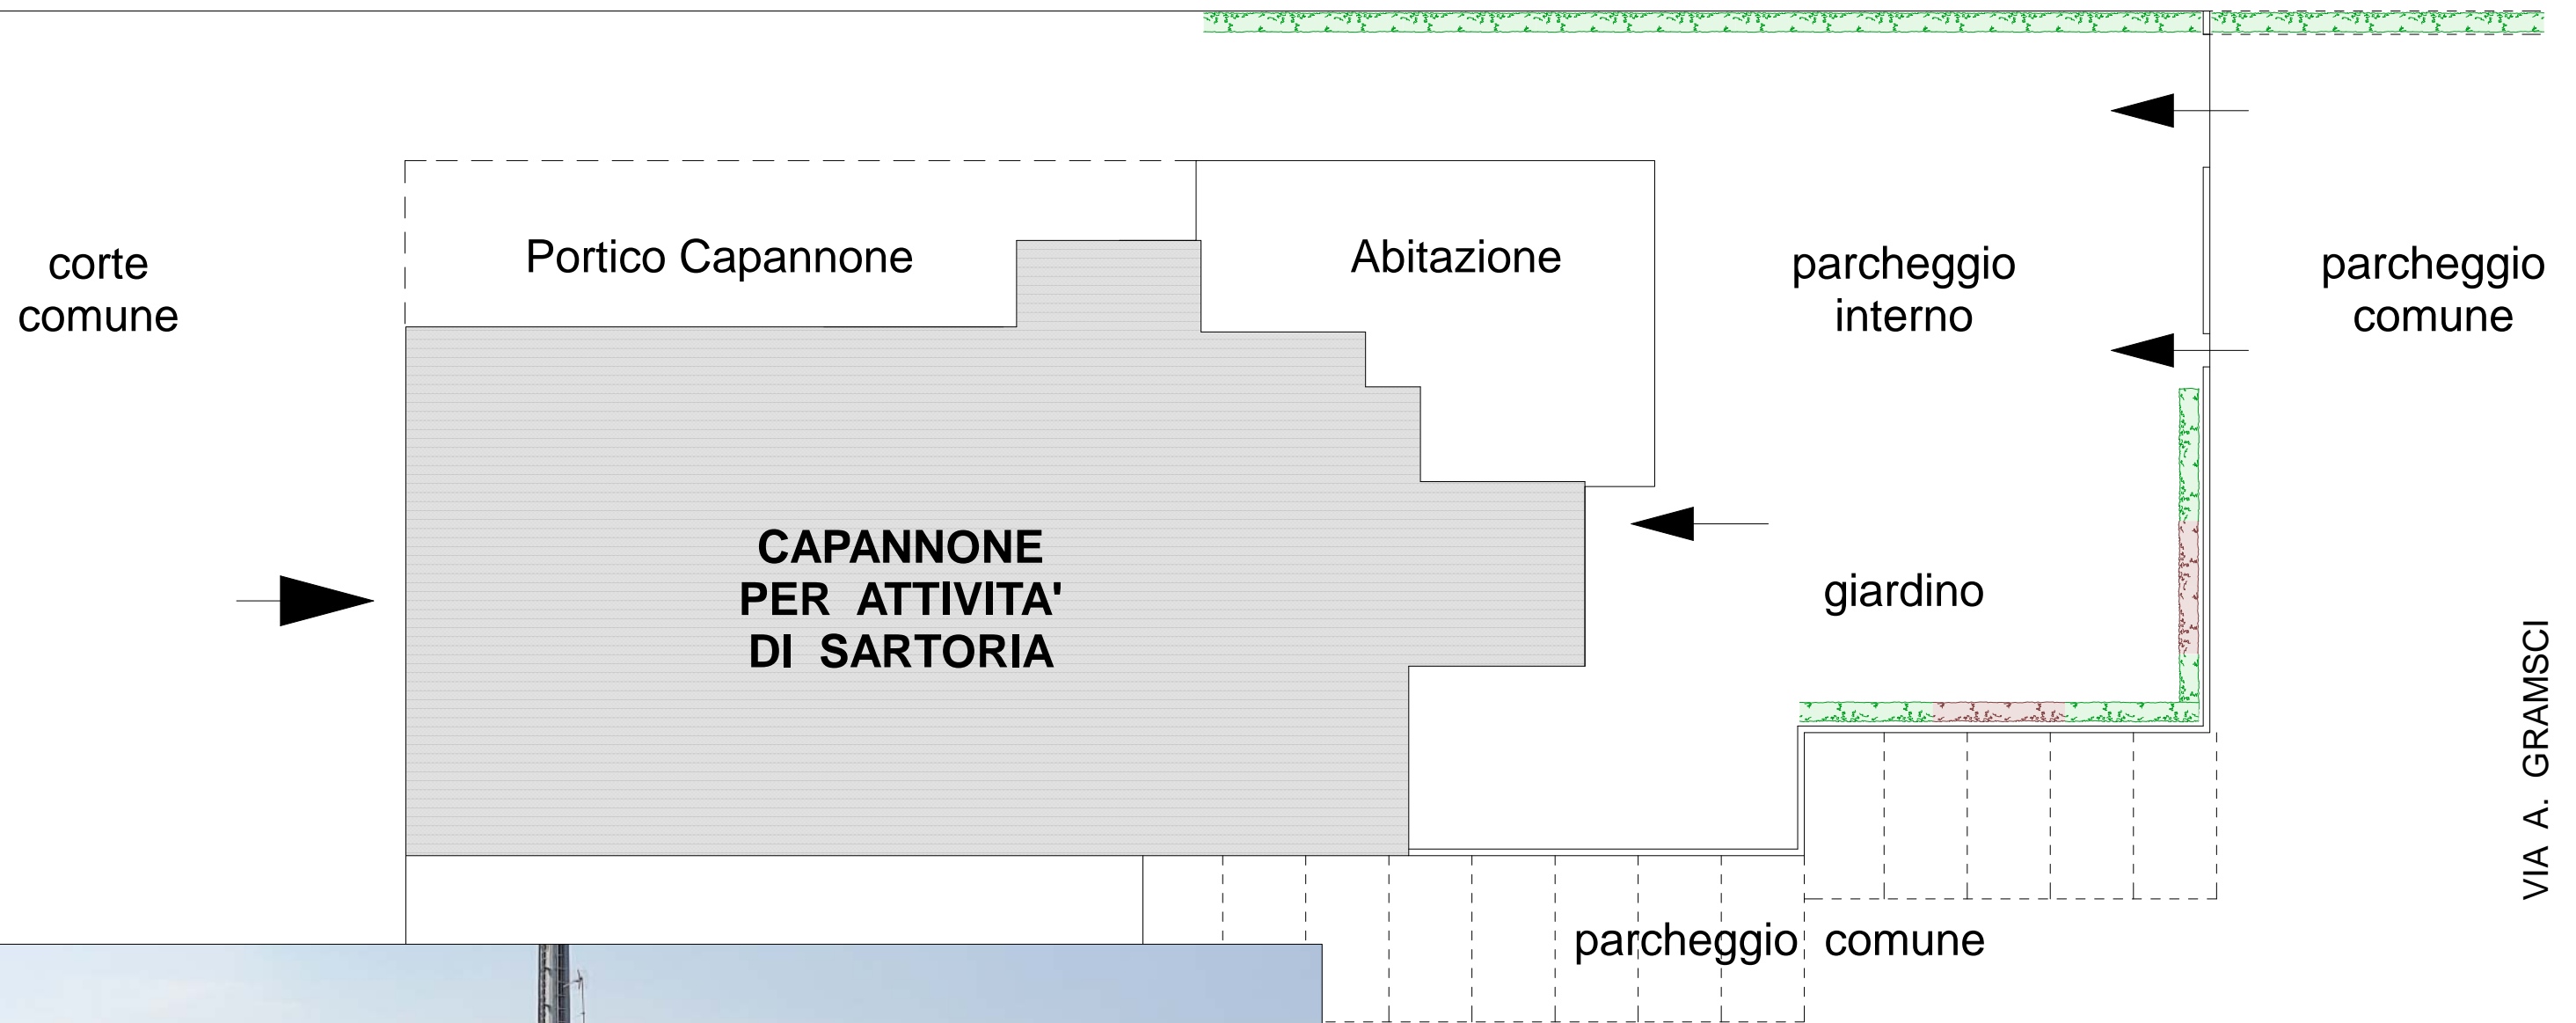 corte
comune
Portico Capannone
Abitazione
parcheggio
interno
parcheggio
comune
CAPANNONE
PER ATTIVITA'
DI SARTORIA
giardino
VIA A. GRAMSCI
parcheggio comune